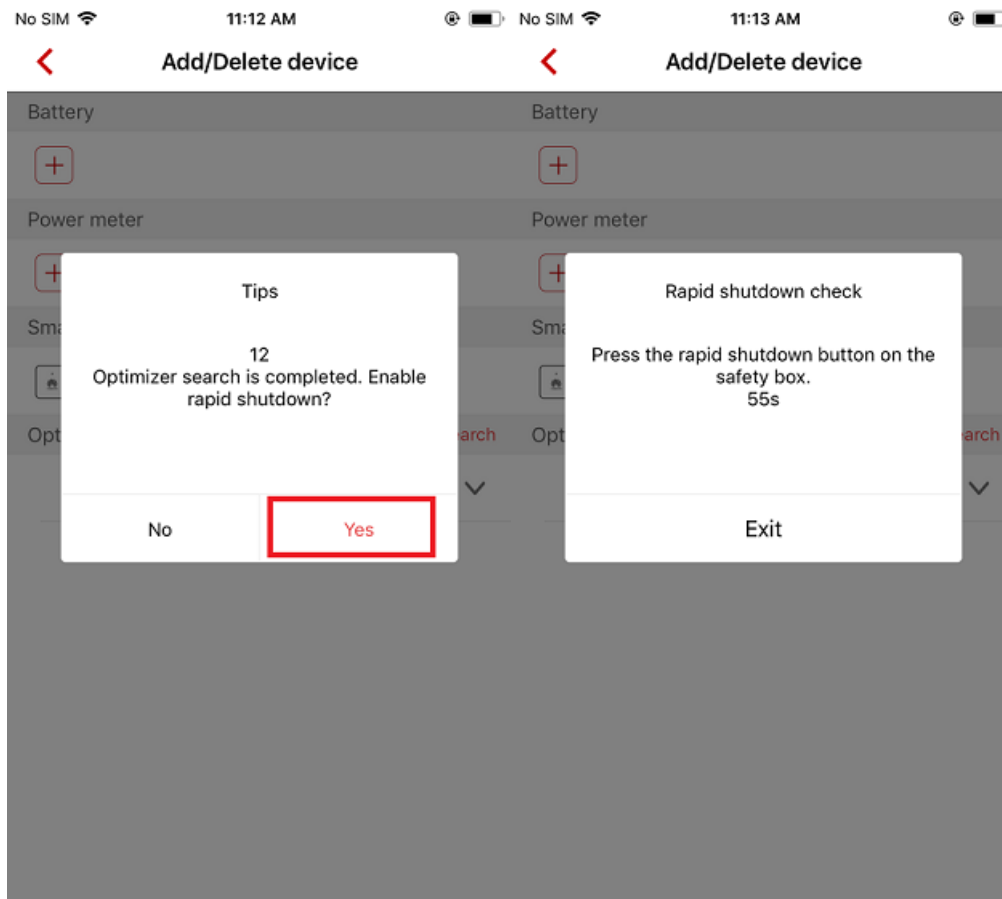 No SIM
11:12 AM
Add/Delete device
Battery
Power meter
Tips
12
Optimizer search is completed. Enable
rapid shutdown?
No
Yes
No SIM
11:13 AM
Add/Delete device
Battery
Power meter
Rapid shutdown check
Press the rapid shutdown button on the
safety box.
55s
Exit